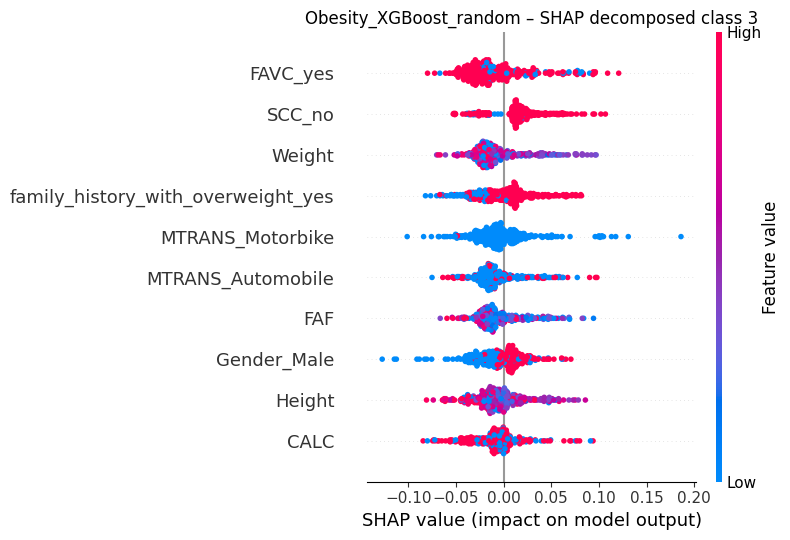 Obesity_XGBoost_random – SHAP decomposed class 3
High
FAVC_yes
SCC_no
Weight
family_history_with_overweight_yes
MTRANS_Motorbike
MTRANS_Automobile
FAF
Gender_Male
Height
CALC
Feature value
Low
−0.10 −0.05 0.00 0.05 0.10 0.15 0.20
SHAP value (impact on model output)